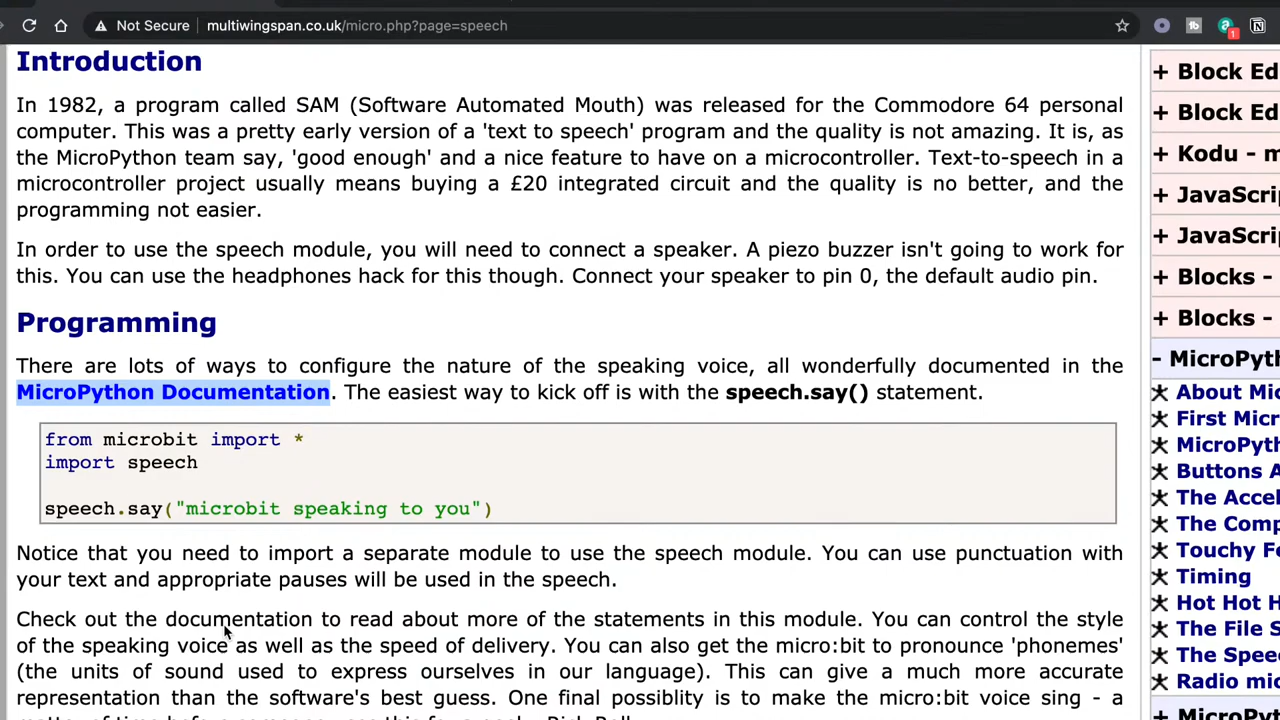 Not Secure multiwingspan.co.uk/micro.php?page=speech
Introduction
In 1982, a program called SAM (Software Automated Mouth) was released for the Commodore 64 personal
computer. This was a pretty early version of a 'text to speech' program and the quality is not amazing. It is, as
the MicroPython team say, 'good enough' and a nice feature to have on a microcontroller. Text-to-speech in a
microcontroller project usually means buying a £20 integrated circuit and the quality is no better, and the
programming not easier.
In order to use the speech module, you will need to connect a speaker. A piezo buzzer isn't going to work for
this. You can use the headphones hack for this though. Connect your speaker to pin 0, the default audio pin.
Programming
There are lots of ways to configure the nature of the speaking voice, all wonderfully documented in the
MicroPython Documentation. The easiest way to kick off is with the speech.say() statement.
from microbit import *
import speech
speech.say("microbit speaking to you")
Notice that you need to import a separate module to use the speech module. You can use punctuation with
your text and appropriate pauses will be used in the speech.
Check out the documentation to read about more of the statements in this module. You can control the style
of the speaking voice as well as the speed of delivery. You can also get the micro:bit to pronounce 'phonemes'
(the units of sound used to express ourselves in our language). This can give a much more accurate
representation than the software's best guess. One final possiblity is to make the micro:bit voice sing - a
+ Block Ed
+ Block Ed
+ Kodu - m
+ JavaScri
+ JavaScri
+ Blocks -
+ Blocks -
- MicroPyth
About Mic
First Micr
MicroPyth
Buttons A
The Accel
The Comp
Touchy Fe
Timing
Hot Hot H
The File S
The Spee
Radio mic
+ MicroPyt